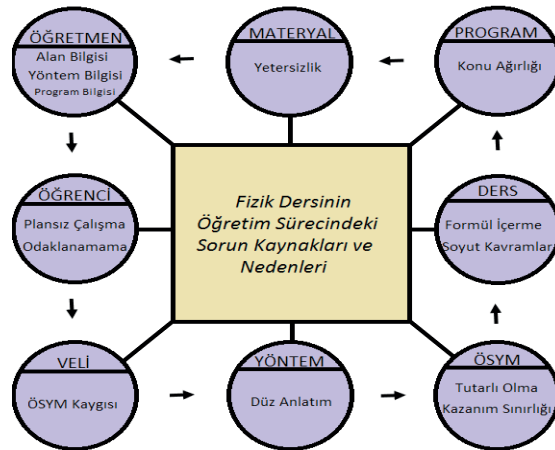 ÖĞRETMEN
Alan Bilgisi
Yöntem Bilgisi
Program Bilgisi
MATERYAL
Yetersizlik
PROGRAM
Konu Ağırlığı
ÖĞRENCİ
Plansız Çalışma
Odaklanamama
Fizik Dersinin
Öğretim Sürecindeki
Sorun Kaynakları ve
Nedenleri
DERS
Formül İçerme
Soyut Kavramlar
VELİ
ÖSYM Kaygısı
YÖNTEM
Düz Anlatım
ÖSYM
Tutarlı Olma
Kazanım Sınırlığı